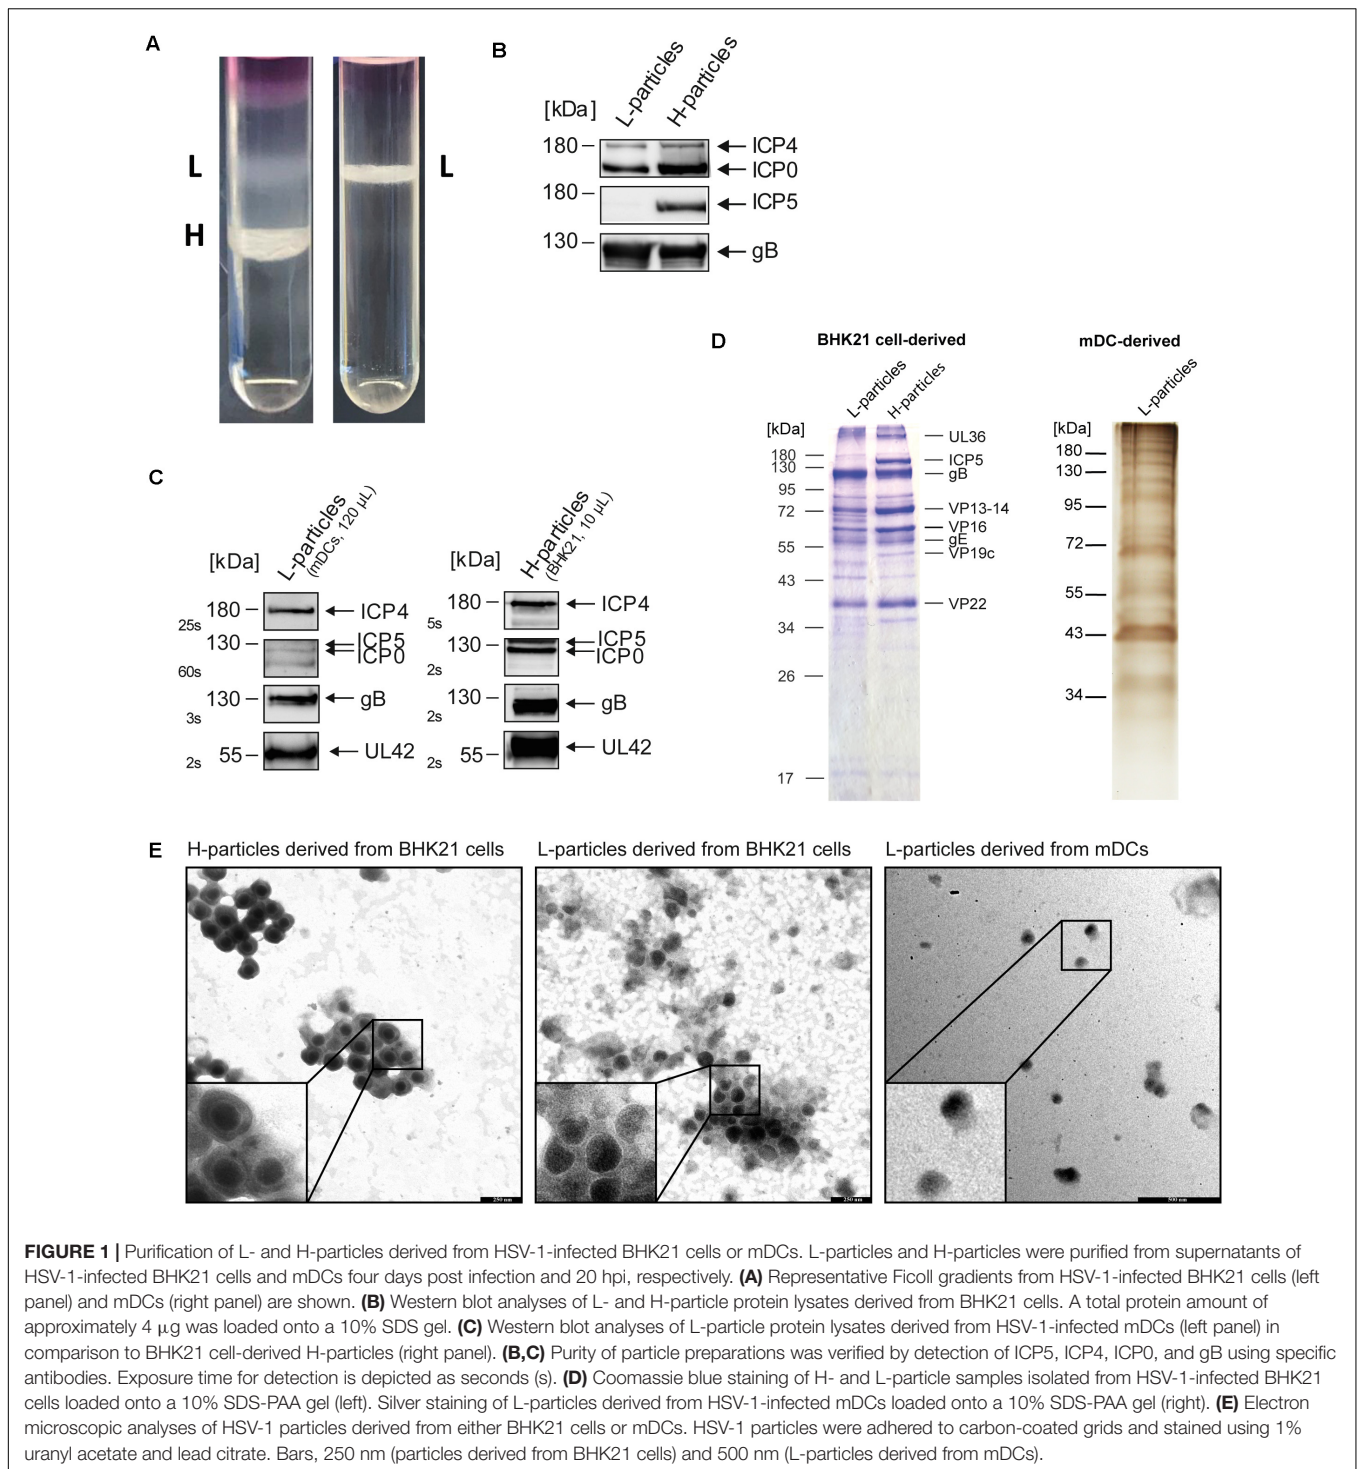 A
L
H
L
B
[kDa]
L-particles
H-particles
180
ICP4
ICP0
180
ICP5
130
gB
C
[kDa]
L-particles
(mDCs, 120 µL)
180
ICP4
25s
130
ICP5
ICP0
60s
130
gB
3s
55
UL42
2s
[kDa]
H-particles
(BHK21, 10 µL)
180
ICP4
5s
130
ICP5
ICP0
2s
130
gB
2s
55
UL42
2s
D
BHK21 cell-derived
L-particles
H-particles
[kDa]
180
130
95
72
55
43
34
26
17
UL36
ICP5
gB
VP13-14
VP16
gE
VP19c
VP22
mDC-derived
L-particles
[kDa]
180
130
95
72
55
43
34
E
H-particles derived from BHK21 cells
250 nm
L-particles derived from BHK21 cells
250 nm
L-particles derived from mDCs
500 nm
FIGURE 1 | Purification of L- and H-particles derived from HSV-1-infected BHK21 cells or mDCs. L-particles and H-particles were purified from supernatants of
HSV-1-infected BHK21 cells and mDCs four days post infection and 20 hpi, respectively. (A) Representative Ficoll gradients from HSV-1-infected BHK21 cells (left
panel) and mDCs (right panel) are shown. (B) Western blot analyses of L- and H-particle protein lysates derived from BHK21 cells. A total protein amount of
approximately 4 µg was loaded onto a 10% SDS gel. (C) Western blot analyses of L-particle protein lysates derived from HSV-1-infected mDCs (left panel) in
comparison to BHK21 cell-derived H-particles (right panel). (B,C) Purity of particle preparations was verified by detection of ICP5, ICP4, ICP0, and gB using specific
antibodies. Exposure time for detection is depicted as seconds (s). (D) Coomassie blue staining of H- and L-particle samples isolated from HSV-1-infected BHK21
cells loaded onto a 10% SDS-PAA gel (left). Silver staining of L-particles derived from HSV-1-infected mDCs loaded onto a 10% SDS-PAA gel (right). (E) Electron
microscopic analyses of HSV-1 particles derived from either BHK21 cells or mDCs. HSV-1 particles were adhered to carbon-coated grids and stained using 1%
uranyl acetate and lead citrate. Bars, 250 nm (particles derived from BHK21 cells) and 500 nm (L-particles derived from mDCs).